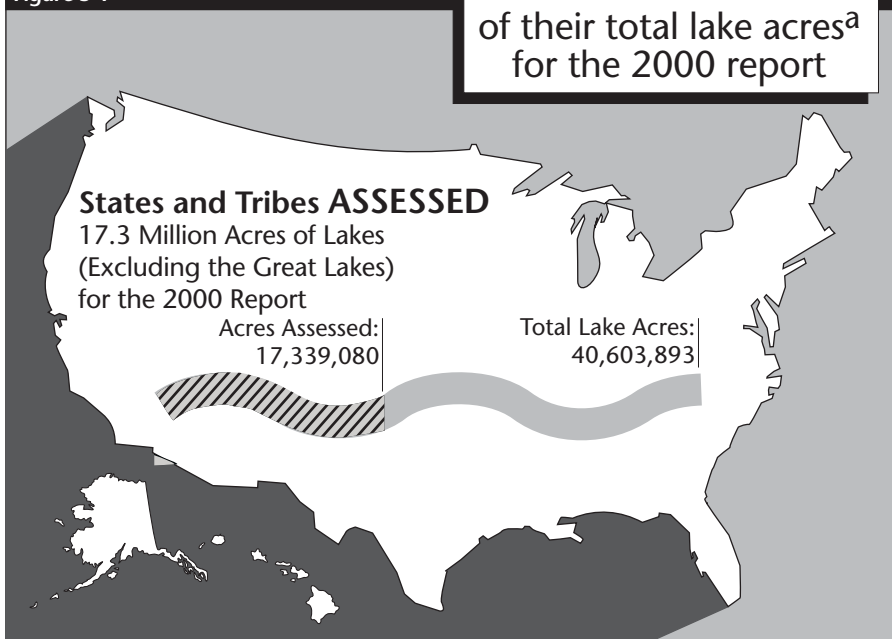 of their total lake acresa
for the 2000 report
States and Tribes ASSESSED
17.3 Million Acres of Lakes
(Excluding the Great Lakes)
for the 2000 Report
Acres Assessed:
17,339,080
Total Lake Acres:
40,603,893